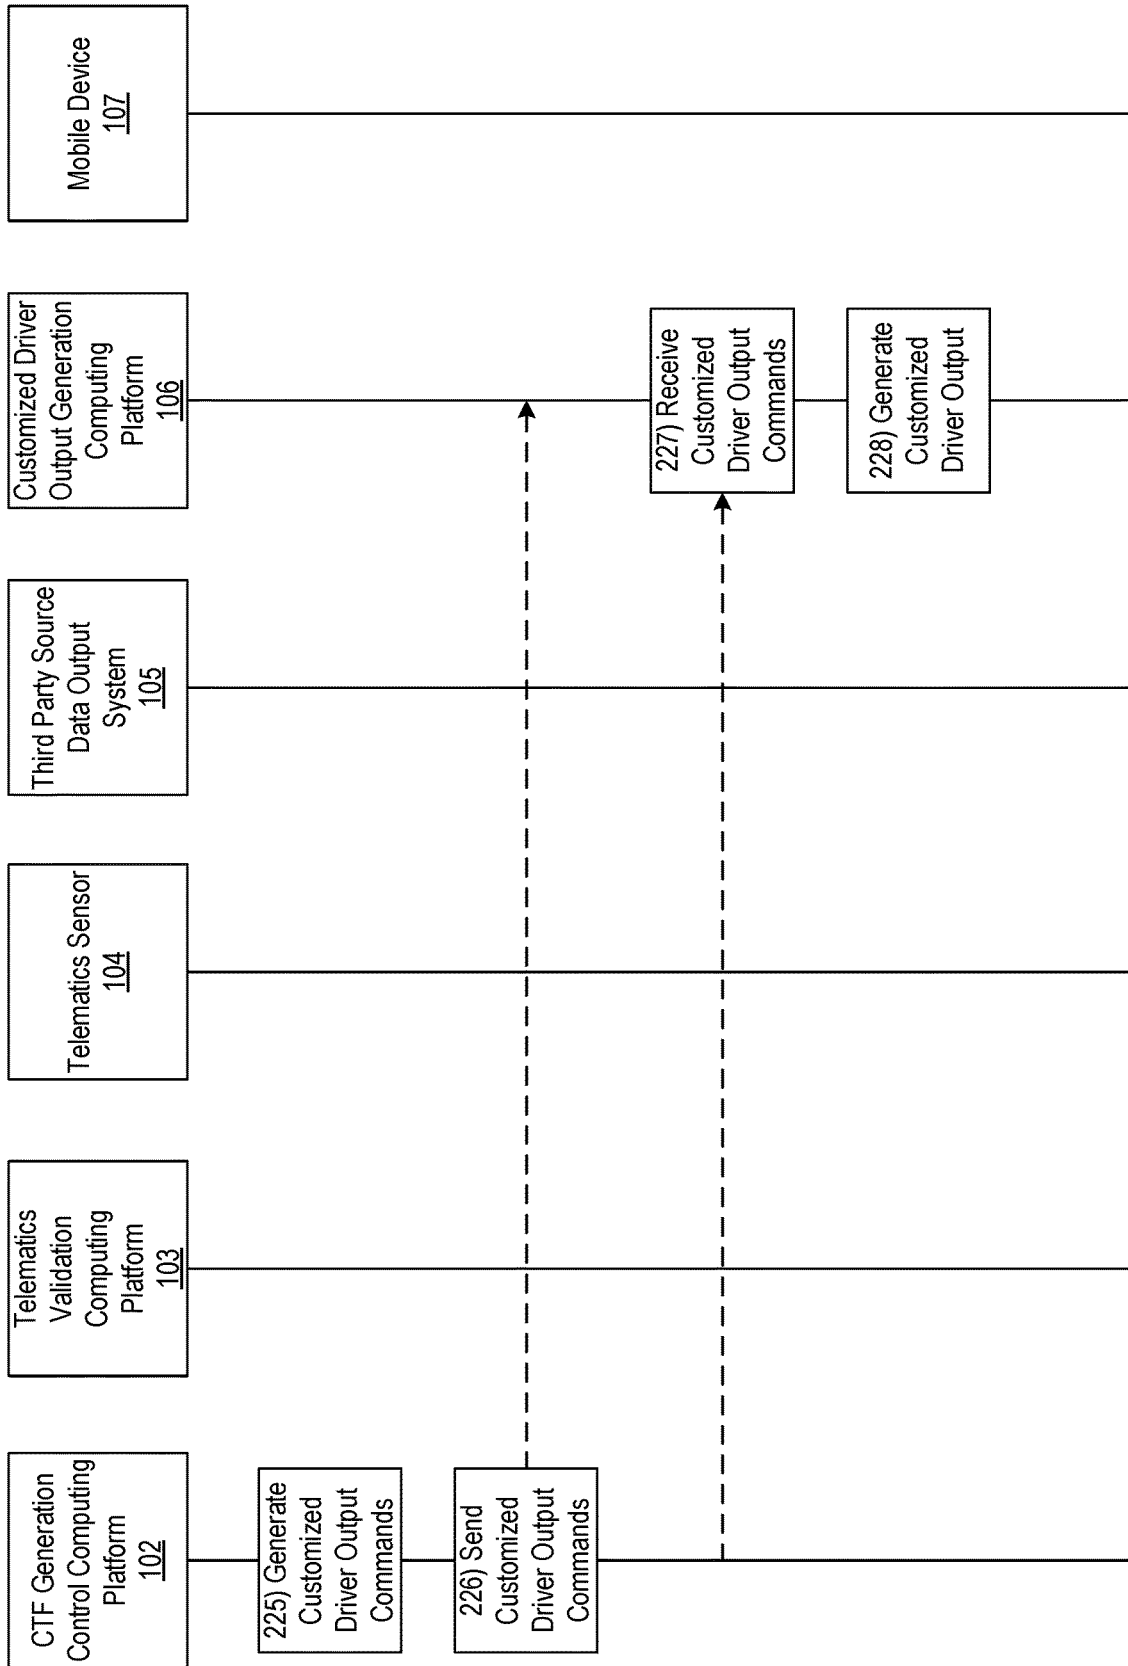 CTF Generation
Control Computing
Platform
102
Telematics
Validation
Computing
Platform
103
Telematics Sensor
104
Third Party Source
Data Output
System
105
Customized Driver
Output Generation
Computing
Platform
106
Mobile Device
107
225) Generate
Customized
Driver Output
Commands
226) Send
Customized
Driver Output
Commands
227) Receive
Customized
Driver Output
Commands
228) Generate
Customized
Driver Output